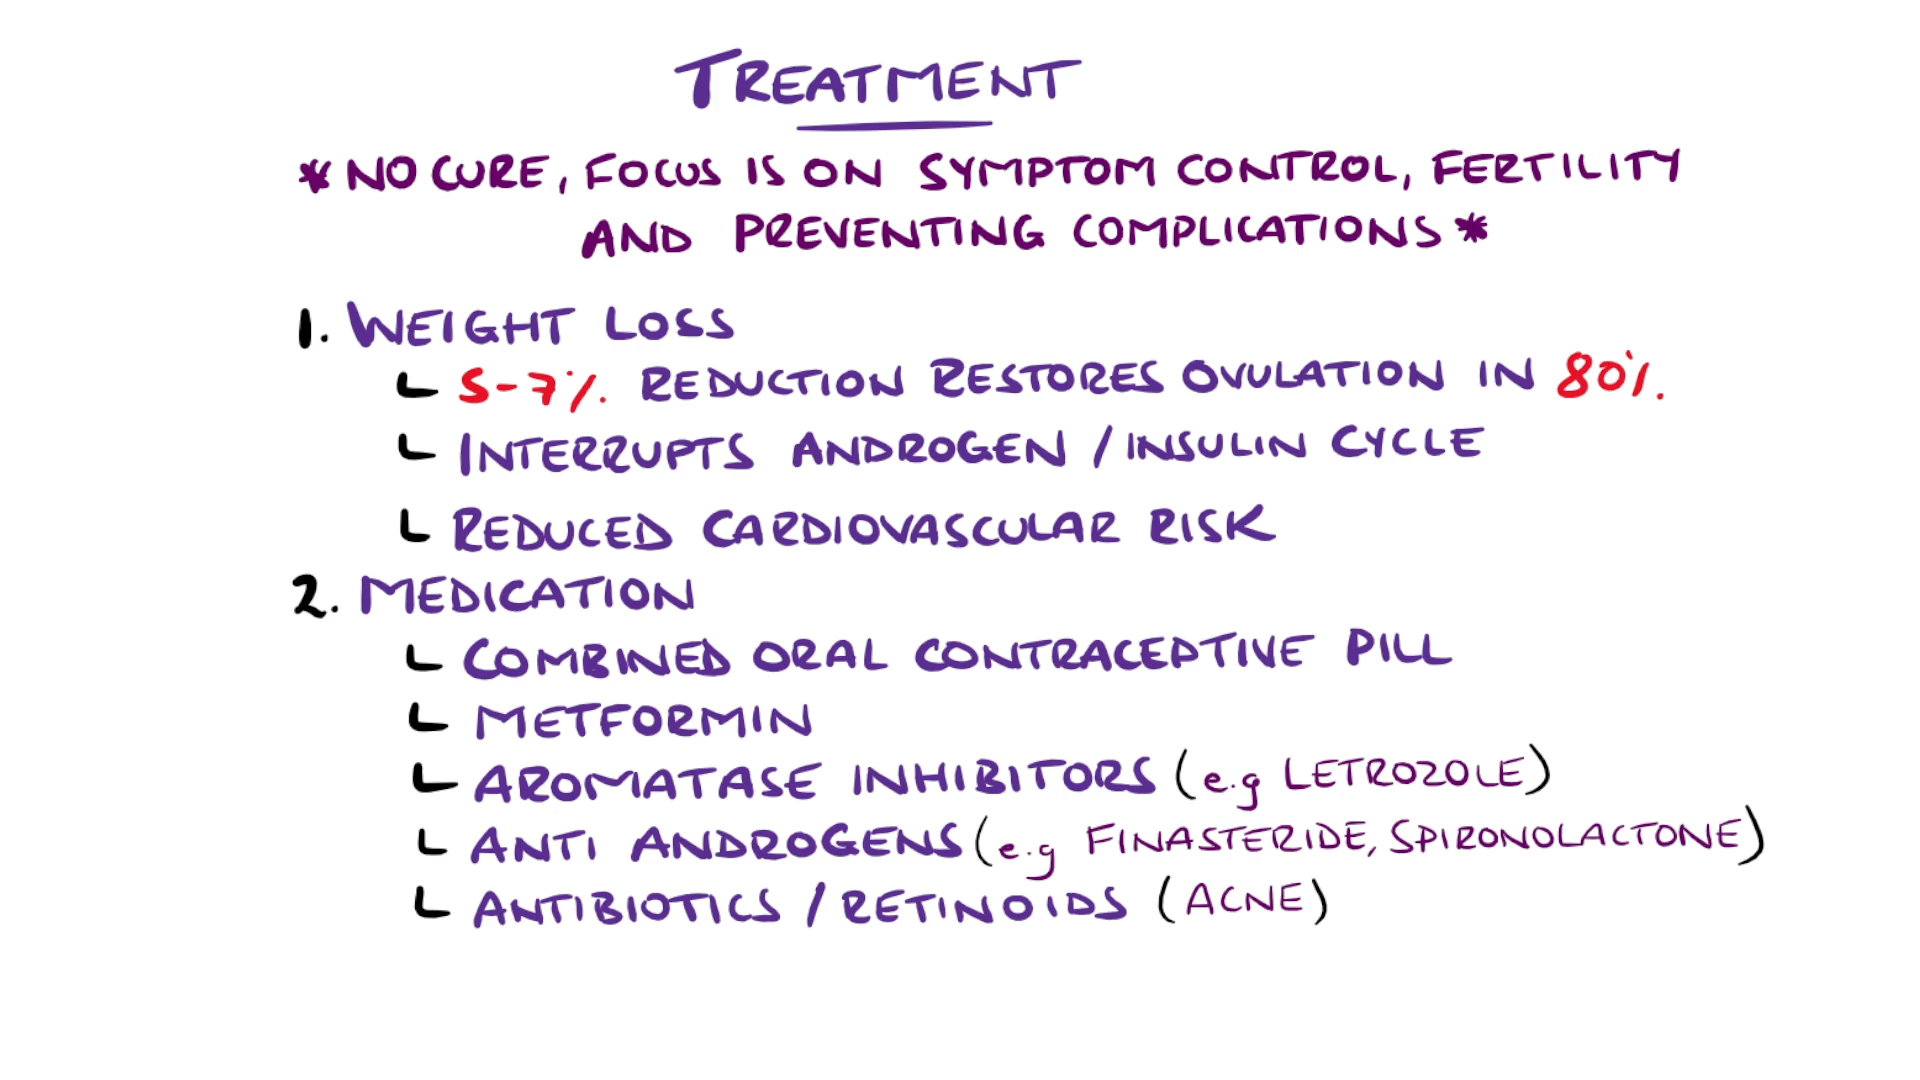 TREATMENT
* NO CURE, FOCUS IS ON SYMPTOM CONTROL, FERTILITY
AND PREVENTING COMPLICATIONS *
1. WEIGHT LOSS
5-7% REDUCTION RESTORES OVULATION IN 80%.
INTERRUPTS ANDROGEN / INSULIN CYCLE
REDUCED CARDIOVASCULAR RISK
2. MEDICATION
COMBINED ORAL CONTRACEPTIVE PILL
METFORMIN
AROMATASE INHIBITORS (e.g LETROZOLE)
ANTI ANDROGENS (e.g FINASTERIDE, SPIRONOLACTONE)
ANTIBIOTICS / RETINOIDS (ACNE)